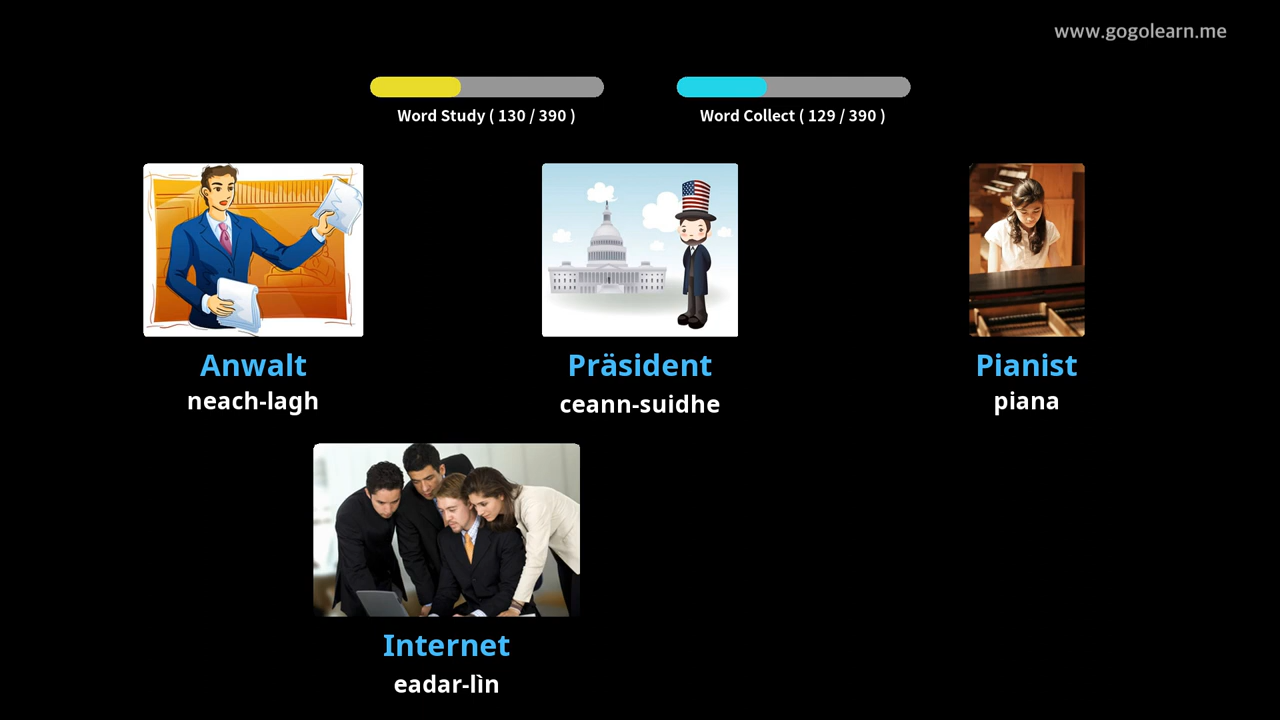 www.gogolearn.me
Word Study ( 130 / 390 )
Word Collect ( 129 / 390 )
Anwalt
neach-lagh
Präsident
ceann-suidhe
Pianist
piana
Internet
eadar-lìn